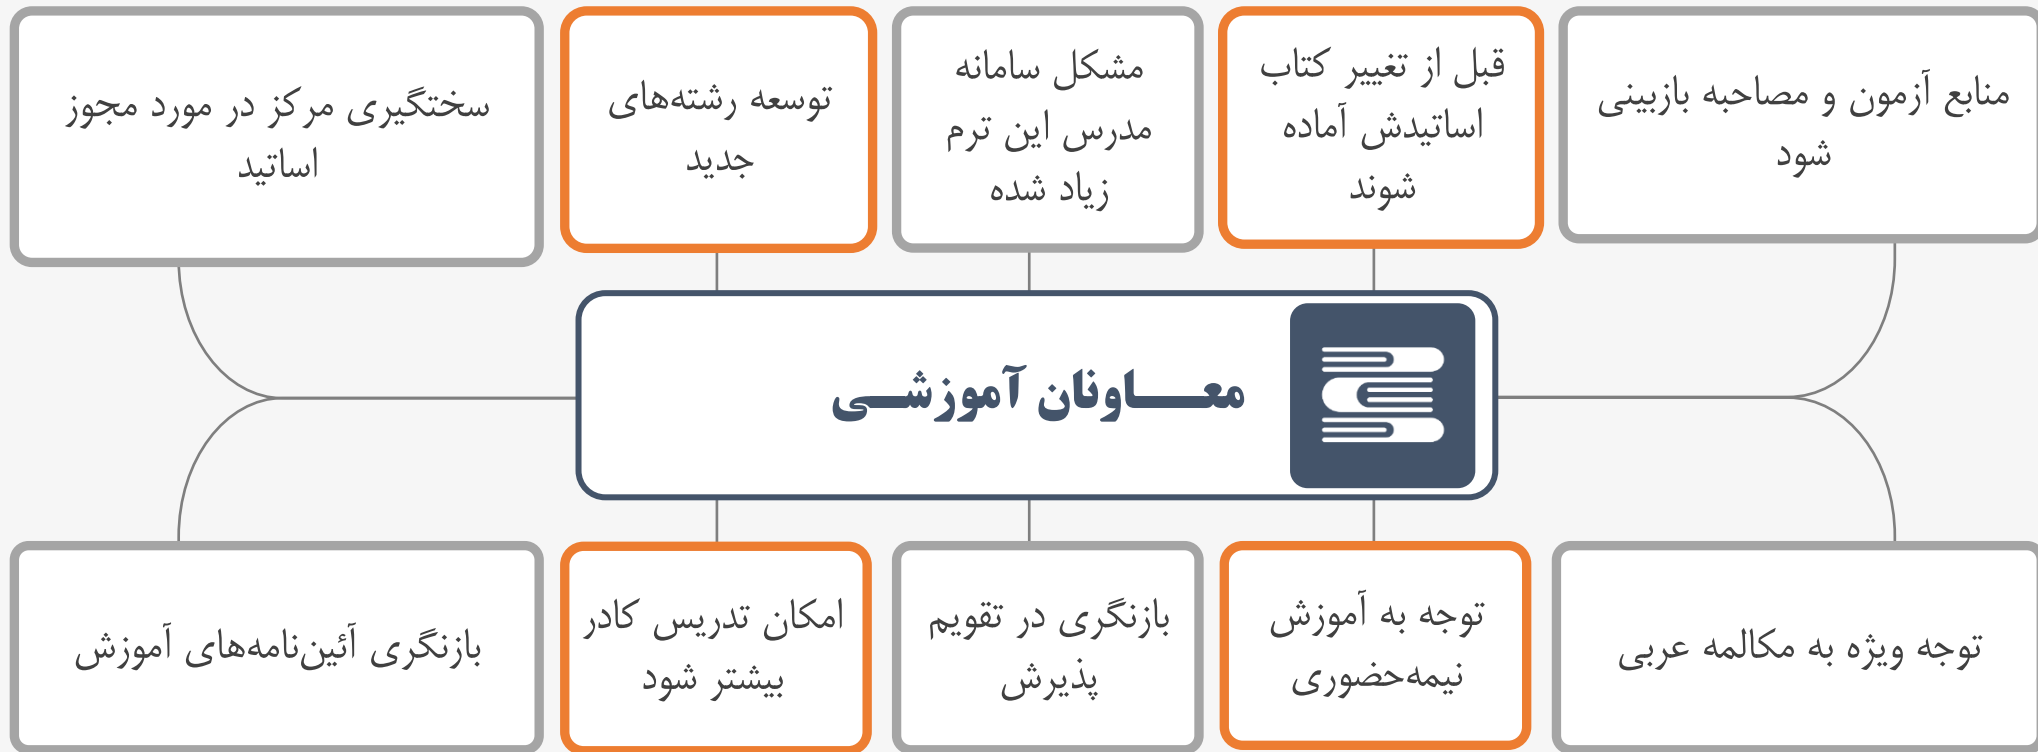 منابع آزمون و مصاحبه بازبینی
شود
قبل از تغییر کتاب
اساتیدش آماده
شوند
مشکل سامانه
مدرس این ترم
زیاد شده
توسعه رشته‌های
جدید
سختگیری مرکز در مورد مجوز
اساتید
معــــاونان آموزشــی
توجه ویژه به مکالمه عربی
توجه به آموزش
نیمه‌حضوری
بازنگری در تقویم
پذیرش
امکان تدریس کادر
بیشتر شود
بازنگری آئین‌نامه‌های آموزش